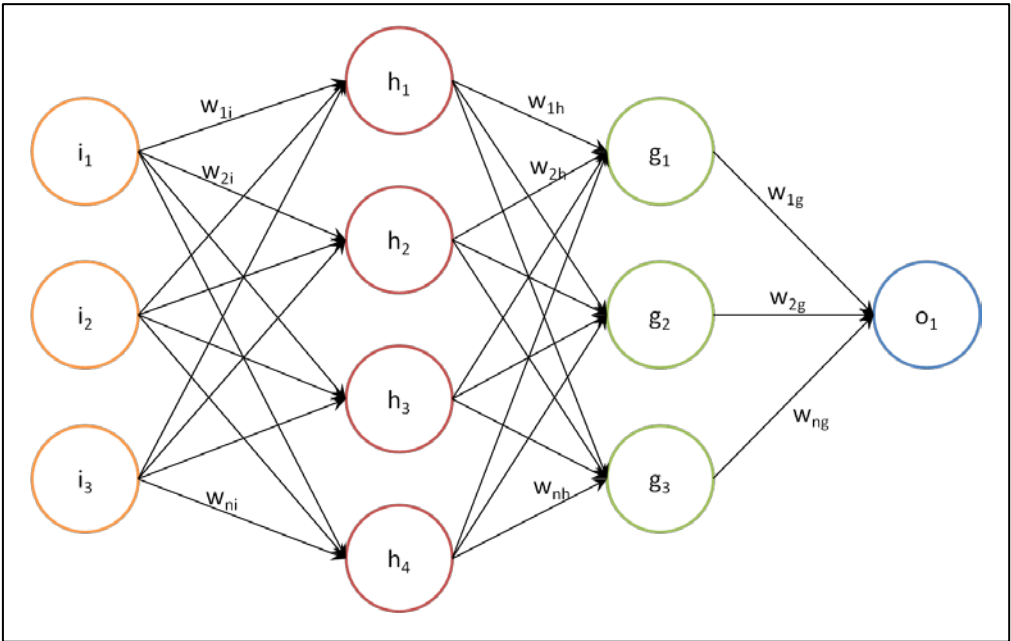 i₁
i₂
i₃
w₁ᵢ
w₂ᵢ
wₙᵢ
h₁
h₂
h₃
h₄
w₁ₕ
w₂ₕ
wₙₕ
g₁
g₂
g₃
w₁g
w₂g
wₙg
o₁